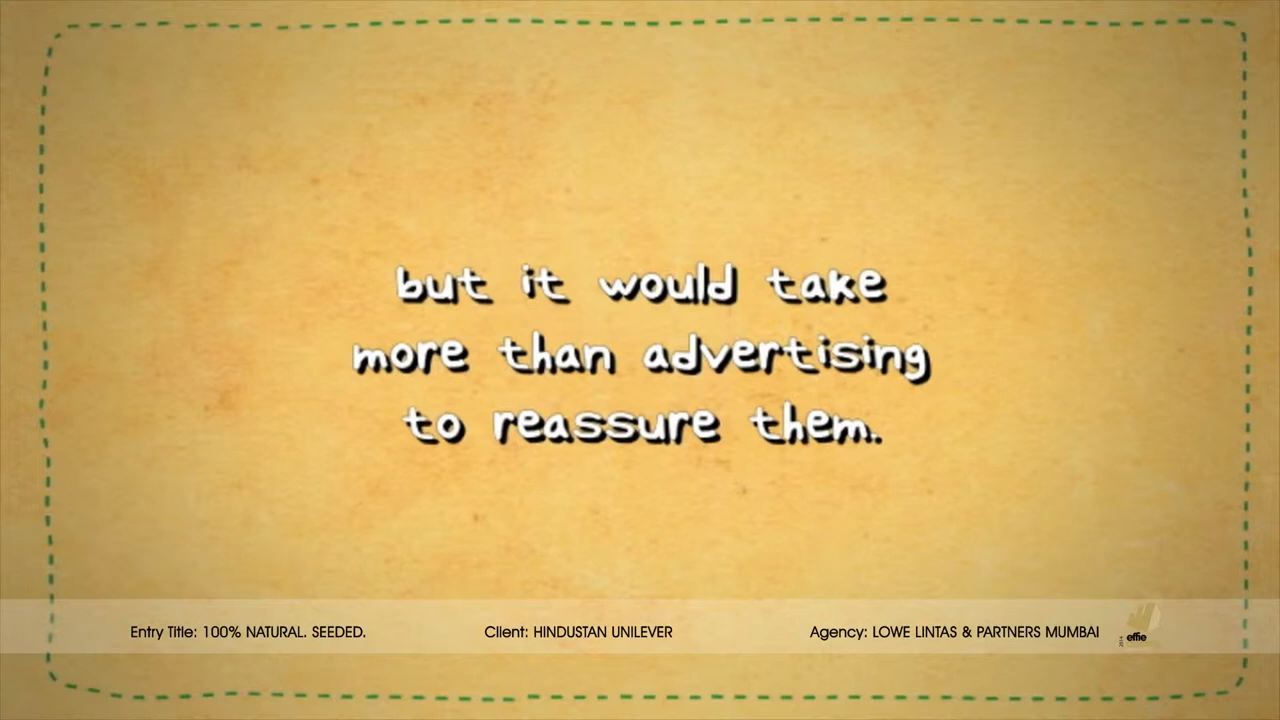 but it would take
more than advertising
to reassure them.
Entry Title: 100% NATURAL. SEEDED. Client: HINDUSTAN UNILEVER Agency: LOWE LINTAS & PARTNERS MUMBAI
effie